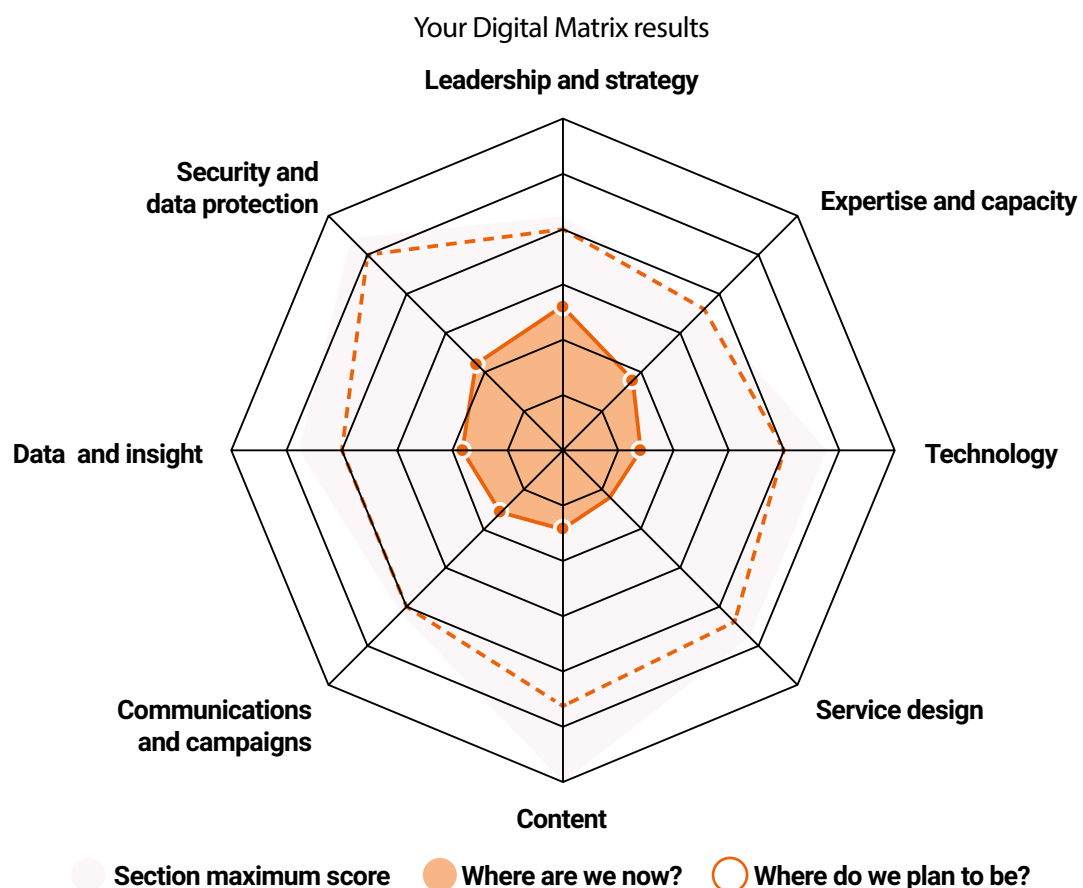 Your Digital Matrix results
Leadership and strategy
Security and
data protection
Expertise and capacity
Data  and insight
Technology
Communications
and campaigns
Service design
Content
Section maximum score
Where are we now?
Where do we plan to be?